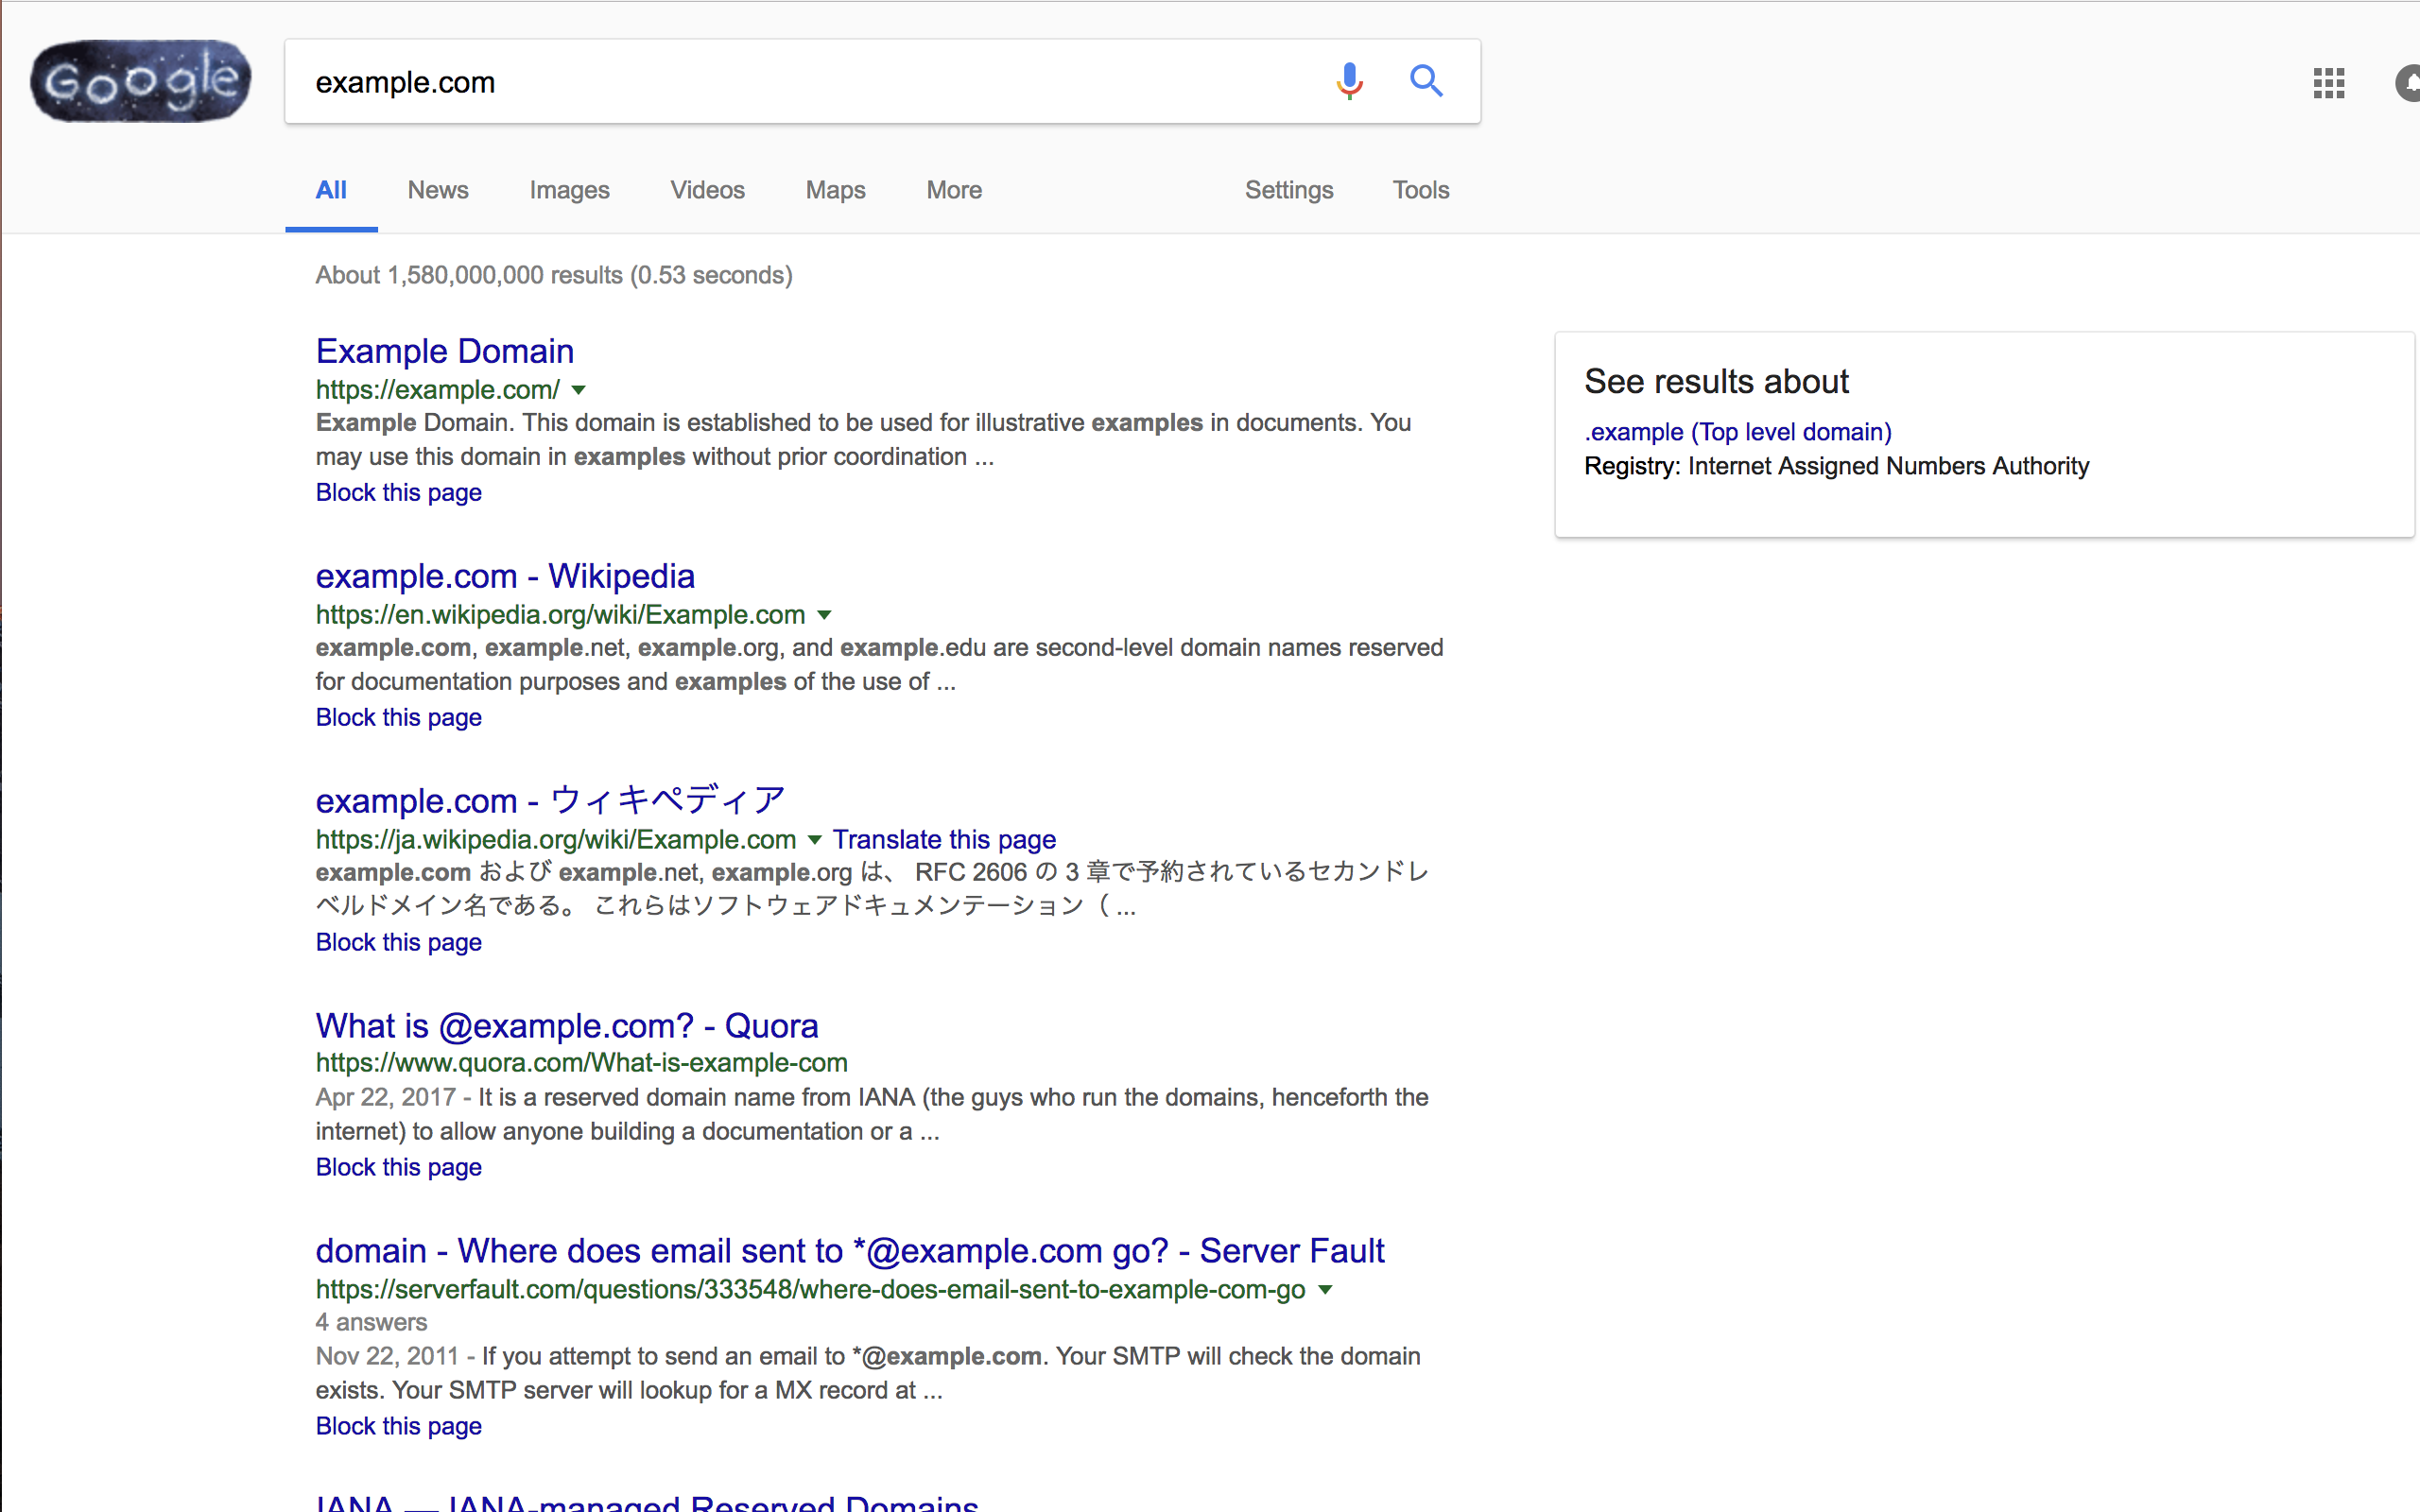 Google
example.com
All News Images Videos Maps More Settings Tools
About 1,580,000,000 results (0.53 seconds)
Example Domain
https://example.com/
Example Domain. This domain is established to be used for illustrative examples in documents. You
may use this domain in examples without prior coordination ...
Block this page
example.com - Wikipedia
https://en.wikipedia.org/wiki/Example.com
example.com, example.net, example.org, and example.edu are second-level domain names reserved
for documentation purposes and examples of the use of ...
Block this page
example.com - ウィキペディア
https://ja.wikipedia.org/wiki/Example.com Translate this page
example.com および example.net, example.org は、 RFC 2606 の 3 章で予約されているセカンドレ
ベルドメイン名である。 これらはソフトウェアドキュメンテーション（ ...
Block this page
What is @example.com? - Quora
https://www.quora.com/What-is-example-com
Apr 22, 2017 - It is a reserved domain name from IANA (the guys who run the domains, henceforth the
internet) to allow anyone building a documentation or a ...
Block this page
domain - Where does email sent to *@example.com go? - Server Fault
https://serverfault.com/questions/333548/where-does-email-sent-to-example-com-go
4 answers
Nov 22, 2011 - If you attempt to send an email to *@example.com. Your SMTP will check the domain
exists. Your SMTP server will lookup for a MX record at ...
Block this page
IANA — IANA-managed Reserved Domains
See results about
.example (Top level domain)
Registry: Internet Assigned Numbers Authority